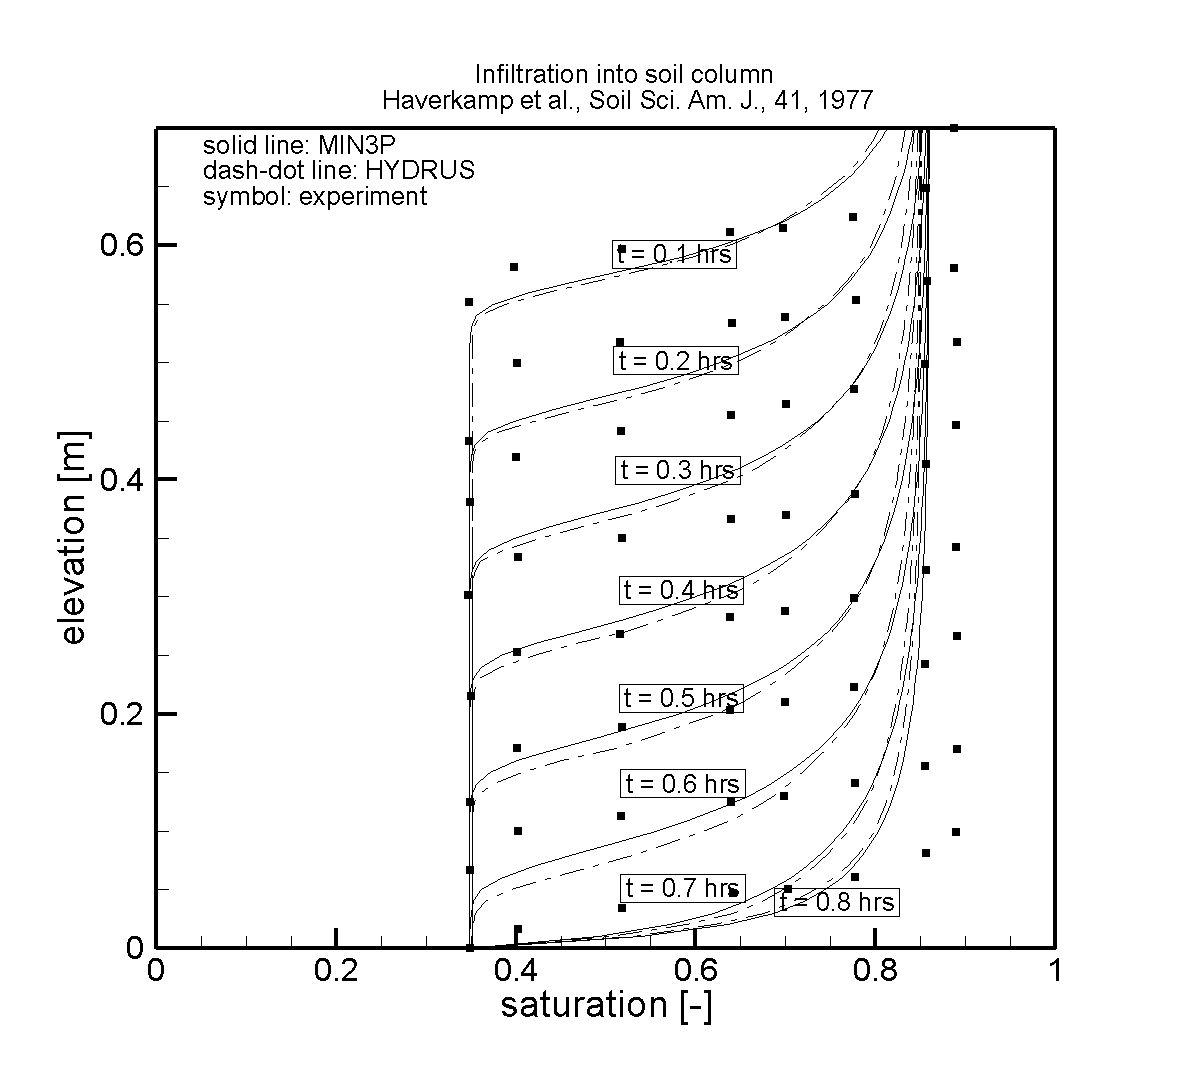 Infiltration into soil column
Haverkamp et al., Soil Sci. Am. J., 41, 1977
solid line: MIN3P
dash-dot line: HYDRUS
symbol: experiment
0.6
t = 0.1 hrs
t = 0.2 hrs
t = 0.3 hrs
0.4
elevation [m]
t = 0.4 hrs
t = 0.5 hrs
0.2
t = 0.6 hrs
t = 0.7 hrs
t = 0.8 hrs
0
0 0.2 0.4 0.6 0.8 1
saturation [-]